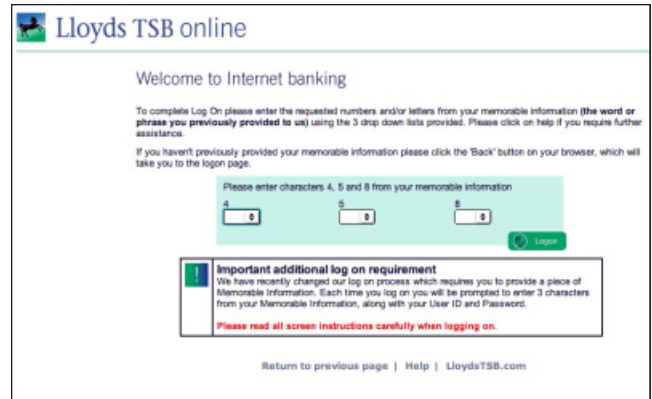 Lloyds TSB online
Welcome to Internet banking
To complete Log On please enter the requested numbers and/or letters from your memorable information (the word or
phrase you previously provided to us) using the 3 drop down lists provided. Please click on help if you require further
assistance.
If you haven't previously provided your memorable information please click the 'Back' button on your browser, which will
take you to the logon page.
Please enter characters 4, 5 and 8 from your memorable information
4 5 8
Logon
Important additional log on requirement
We have recently changed our log on process which requires you to provide a piece of
Memorable Information. Each time you log on you will be prompted to enter 3 characters
from your Memorable Information, along with your User ID and Password.
Please read all screen instructions carefully when logging on.
Return to previous page | Help | LloydsTSB.com